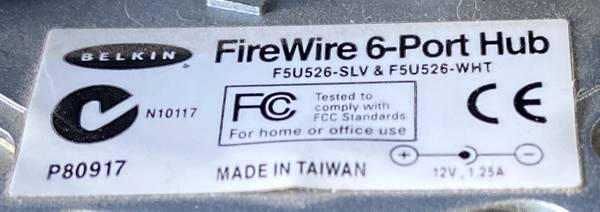 BELKIN
FireWire 6-Port Hub
F5U526-SLV & F5U526-WHT
N10117
FC Tested to
comply with
FCC Standards
For home or office use
CE
P80917
MADE IN TAIWAN
+ -
12V, 1.25A